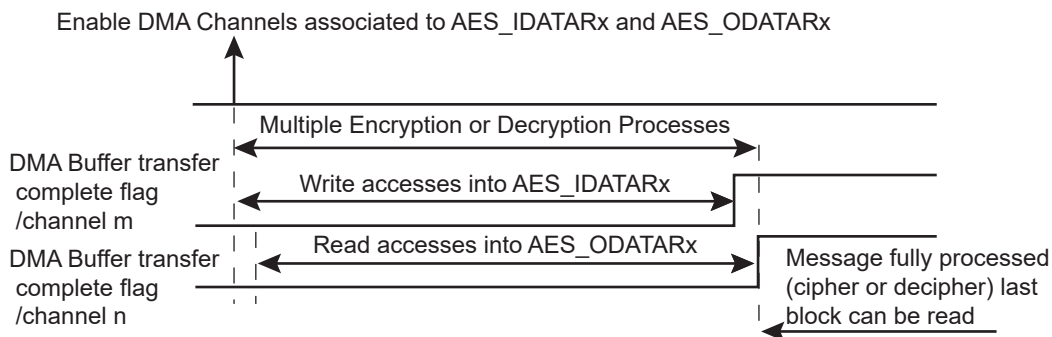 Enable DMA Channels associated to AES_IDATARx and AES_ODATARx
Multiple Encryption or Decryption Processes
DMA Buffer transfer
complete flag
/channel m
Write accesses into AES_IDATARx
Read accesses into AES_ODATARx
DMA Buffer transfer
complete flag
/channel n
Message fully processed
(cipher or decipher) last
block can be read